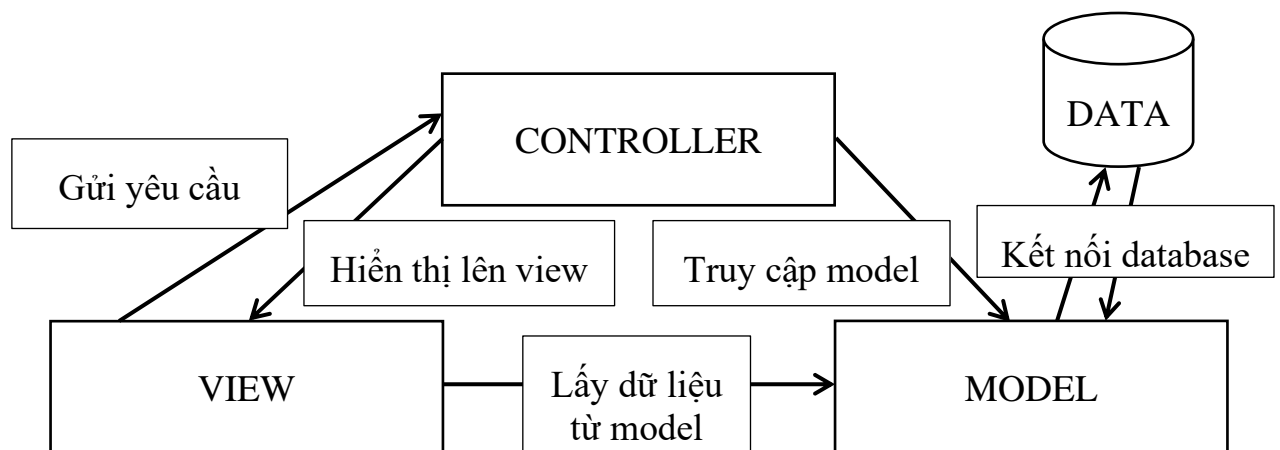 DATA
CONTROLLER
Gửi yêu cầu
Hiển thị lên view
Truy cập model
Kết nối database
VIEW
Lấy dữ liệu
từ model
MODEL